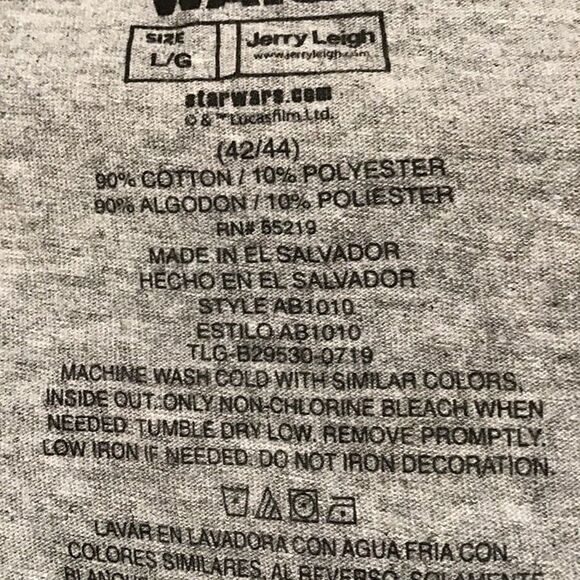 WARS
SIZE
L/G
Jerry Leigh
www.jerryleigh.com
starwars.com
© & ™ Lucasfilm Ltd.
(42/44)
90% COTTON / 10% POLYESTER
90% ALGODON / 10% POLIESTER
RN# 55219
MADE IN EL SALVADOR
HECHO EN EL SALVADOR
STYLE AB1010
ESTILO AB1010
TLG-B29530-0719
MACHINE WASH COLD WITH SIMILAR COLORS,
INSIDE OUT. ONLY NON-CHLORINE BLEACH WHEN
NEEDED. TUMBLE DRY LOW. REMOVE PROMPTLY.
LOW IRON IF NEEDED. DO NOT IRON DECORATION.
LAVAR EN LAVADORA CON AGUA FRIA CON
COLORES SIMILARES, AL REVERSO. SOLAMENTE